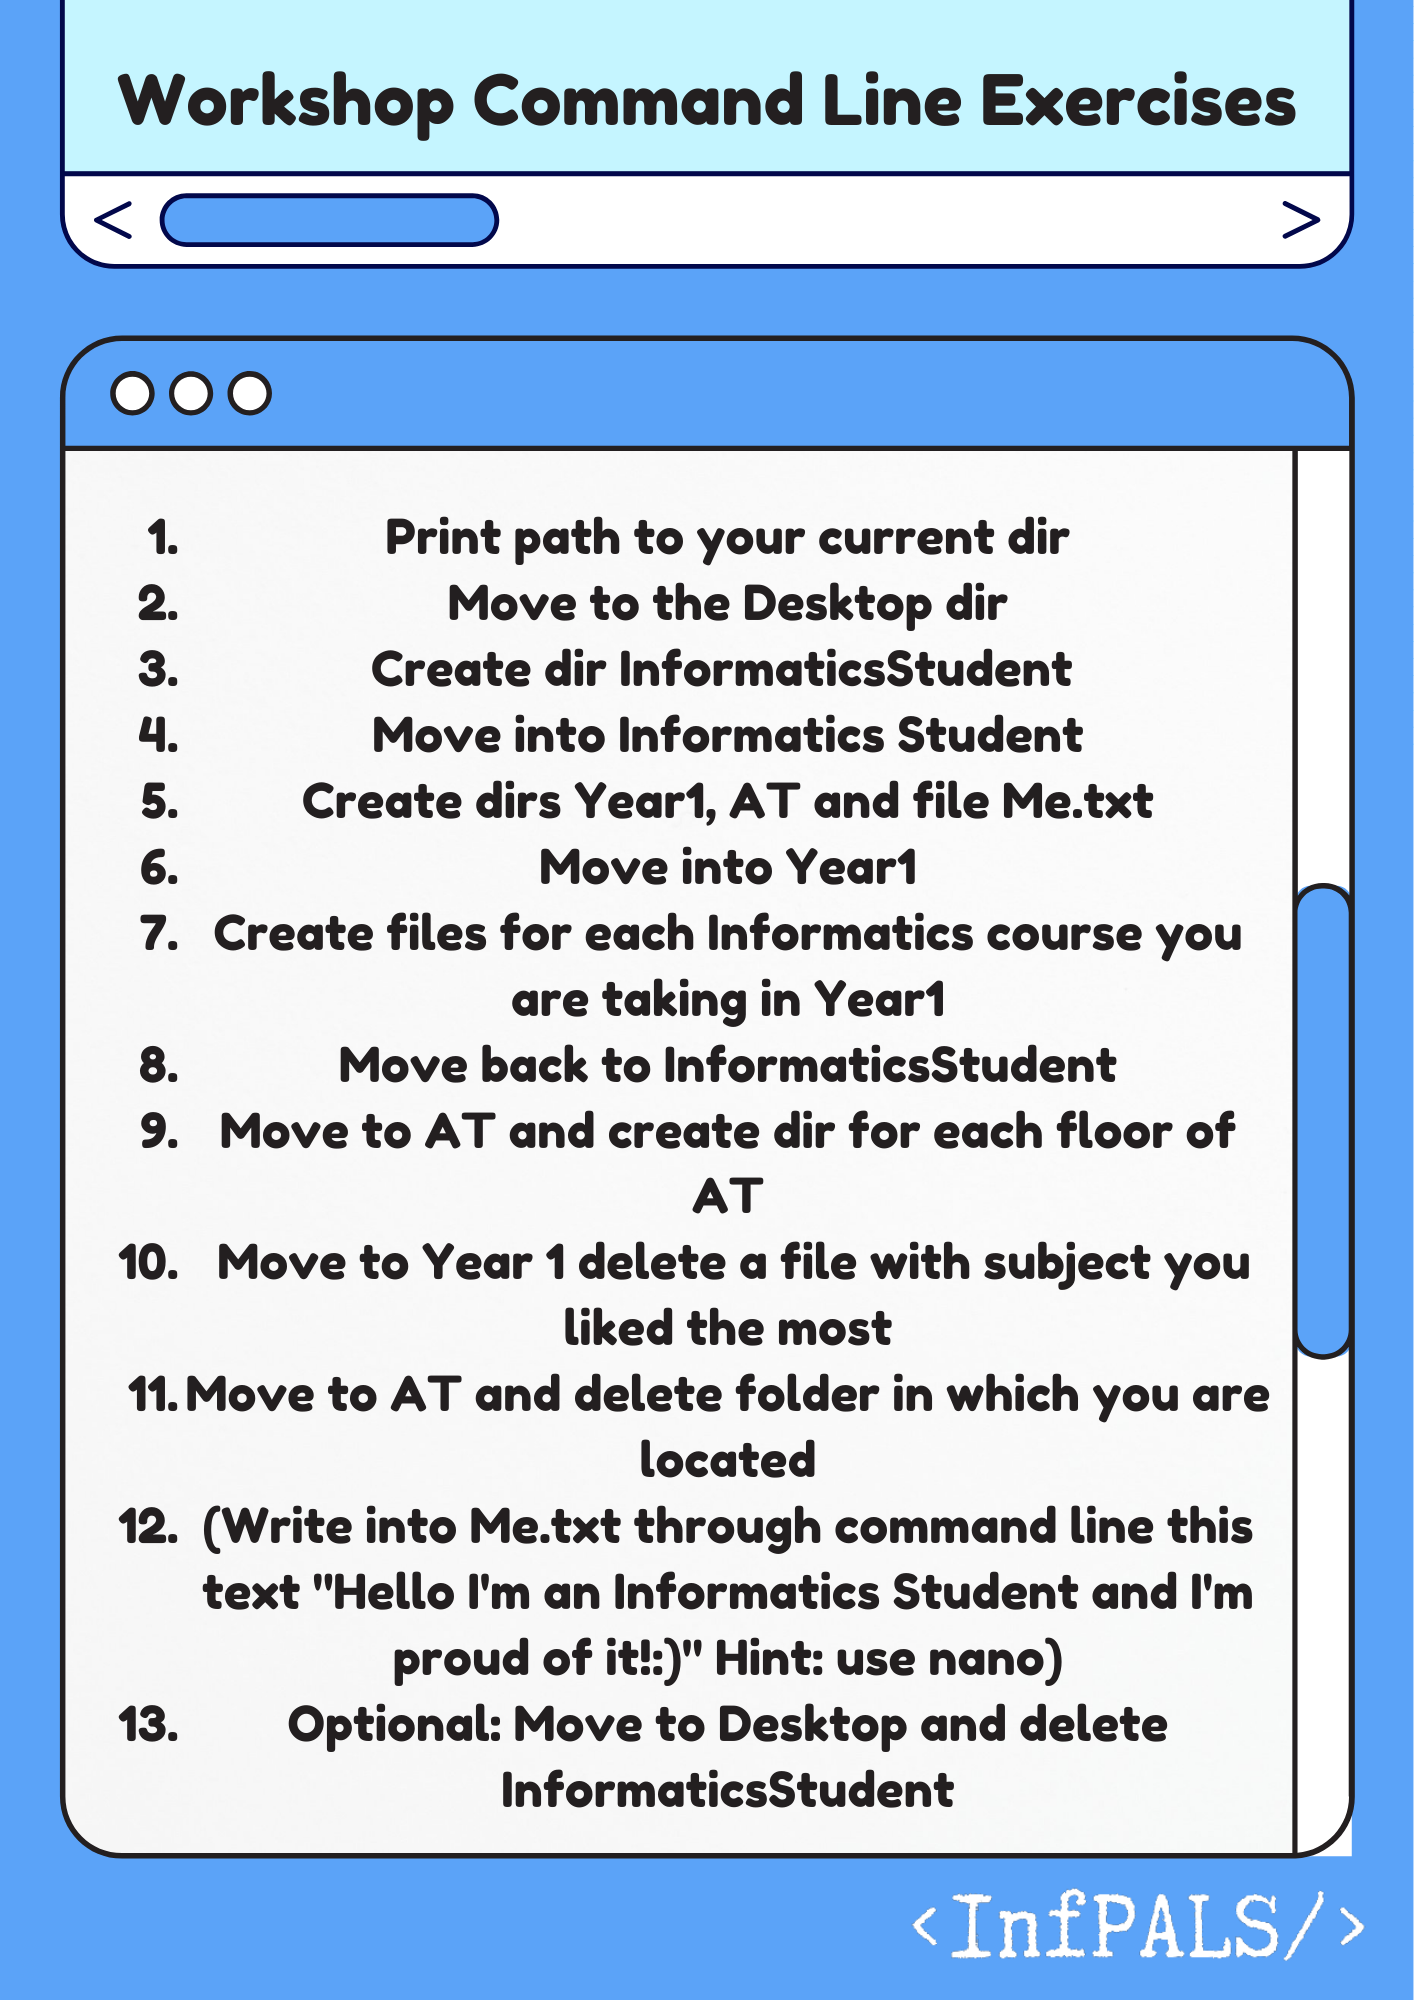 Workshop Command Line Exercises
< >
1. Print path to your current dir
2. Move to the Desktop dir
3. Create dir InformaticsStudent
4. Move into Informatics Student
5. Create dirs Year1, AT and file Me.txt
6. Move into Year1
7. Create files for each Informatics course you
are taking in Year1
8. Move back to InformaticsStudent
9. Move to AT and create dir for each floor of
AT
10. Move to Year 1 delete a file with subject you
liked the most
11. Move to AT and delete folder in which you are
located
12. (Write into Me.txt through command line this
text "Hello I'm an Informatics Student and I'm
proud of it!:)" Hint: use nano)
13. Optional: Move to Desktop and delete
InformaticsStudent
<InfPALS/>